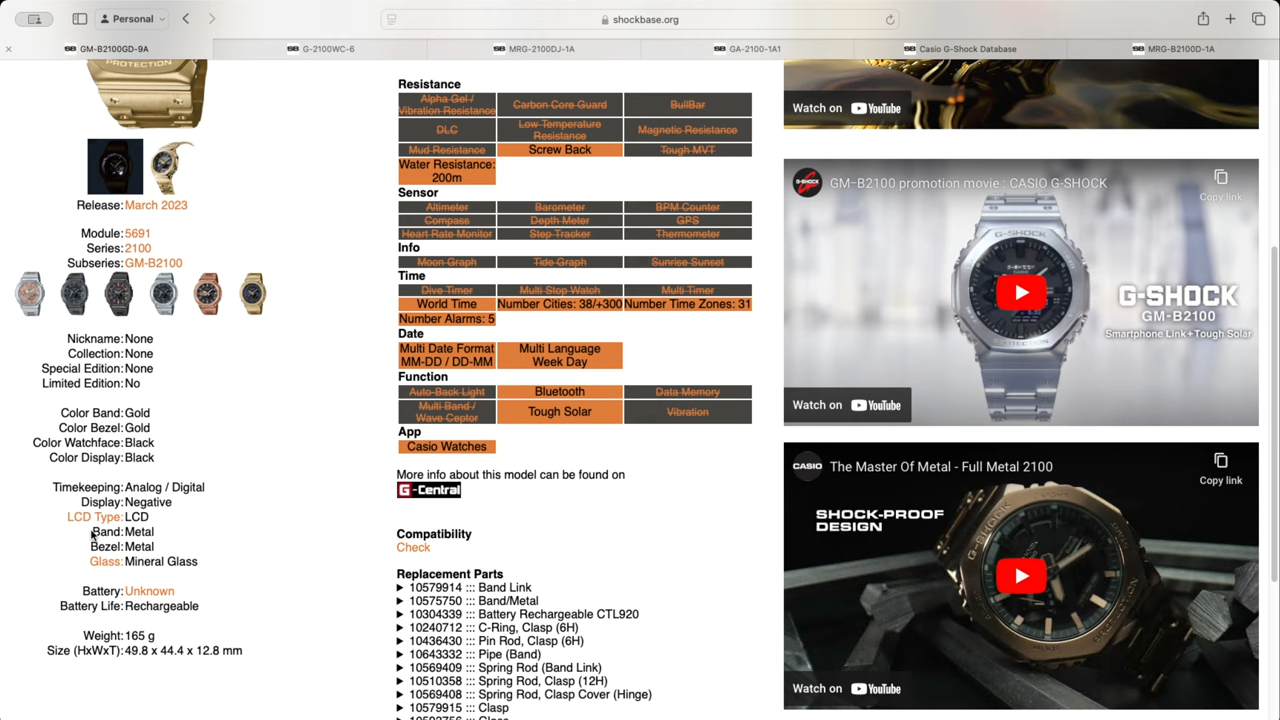 Personal
shockbase.org
SB GM-B2100GD-9A
SB G-2100WC-6
SB MRG-2100DJ-1A
SB GA-2100-1A1
SB Casio G-Shock Database
SB MRG-B2100D-1A
PROTECTION
Release: March 2023
Module: 5691
Series: 2100
Subseries: GM-B2100
Nickname: None
Collection: None
Special Edition: None
Limited Edition: No
Color Band: Gold
Color Bezel: Gold
Color Watchface: Black
Color Display: Black
Timekeeping: Analog / Digital
Display: Negative
LCD Type: LCD
Band: Metal
Bezel: Metal
Glass: Mineral Glass
Battery: Unknown
Battery Life: Rechargeable
Weight: 165 g
Size (HxWxT): 49.8 x 44.4 x 12.8 mm
Resistance
Alpha Gel / Vibration Resistance
Carbon Core Guard
BullBar
DLC
Low Temperature Resistance
Magnetic Resistance
Mud Resistance
Screw Back
Tough MVT
Water Resistance: 200m
Sensor
Altimeter
Barometer
BPM Counter
Compass
Depth Meter
GPS
Heart Rate Monitor
Step Tracker
Thermometer
Info
Moon Graph
Tide Graph
Sunrise Sunset
Time
Dive Timer
Multi Stop Watch
Multi Timer
World Time
Number Cities: 38/+300
Number Time Zones: 31
Number Alarms: 5
Date
Multi Date Format MM-DD / DD-MM
Multi Language Week Day
Function
Auto-Back Light
Bluetooth
Data Memory
Multi Band / Wave Ceptor
Tough Solar
Vibration
App
Casio Watches
More info about this model can be found on
G-Central
Compatibility
Check
Replacement Parts
10579914 ::: Band Link
10575750 ::: Band/Metal
10304339 ::: Battery Rechargeable CTL920
10240712 ::: C-Ring, Clasp (6H)
10436430 ::: Pin Rod, Clasp (6H)
10643332 ::: Pipe (Band)
10569409 ::: Spring Rod (Band Link)
10510358 ::: Spring Rod, Clasp (12H)
10569408 ::: Spring Rod, Clasp Cover (Hinge)
10579915 ::: Clasp
Watch on YouTube
GM-B2100 promotion movie : CASIO G-SHOCK
Copy link
G-SHOCK
G-SHOCK
GM-B2100
Smartphone Link+Tough Solar
Watch on YouTube
CASIO
The Master Of Metal - Full Metal 2100
Copy link
SHOCK-PROOF
DESIGN
Watch on YouTube